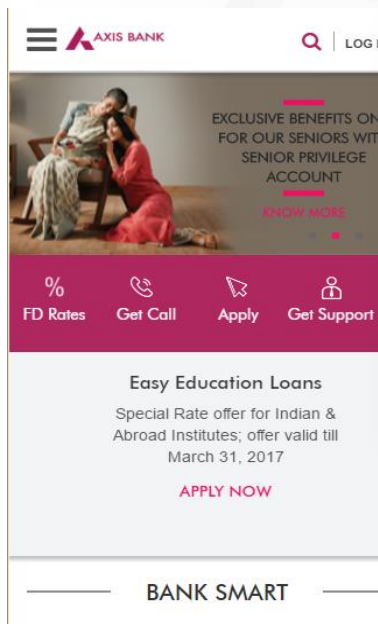 AXIS BANK
LOG
EXCLUSIVE BENEFITS ON
FOR OUR SENIORS WIT
SENIOR PRIVILEGE
ACCOUNT
KNOW MORE
% 
FD Rates Get Call Apply Get Support
Easy Education Loans
Special Rate offer for Indian &
Abroad Institutes; offer valid till
March 31, 2017
APPLY NOW
BANK SMART